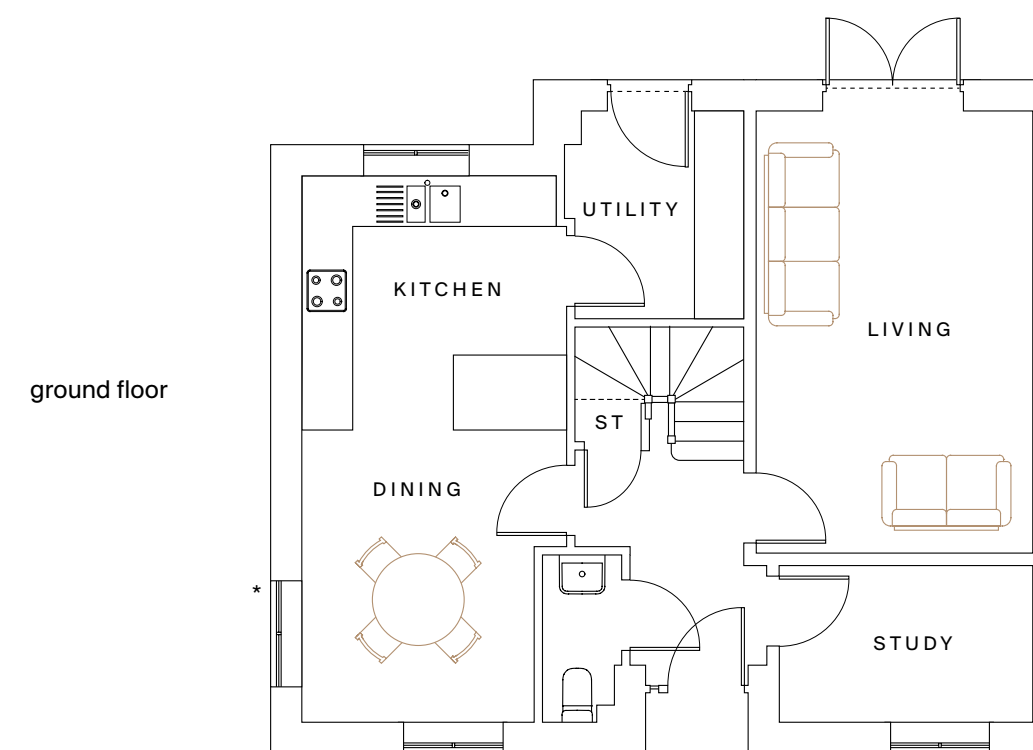 UTILITY
KITCHEN
LIVING
ground floor
ST
DINING
*
STUDY